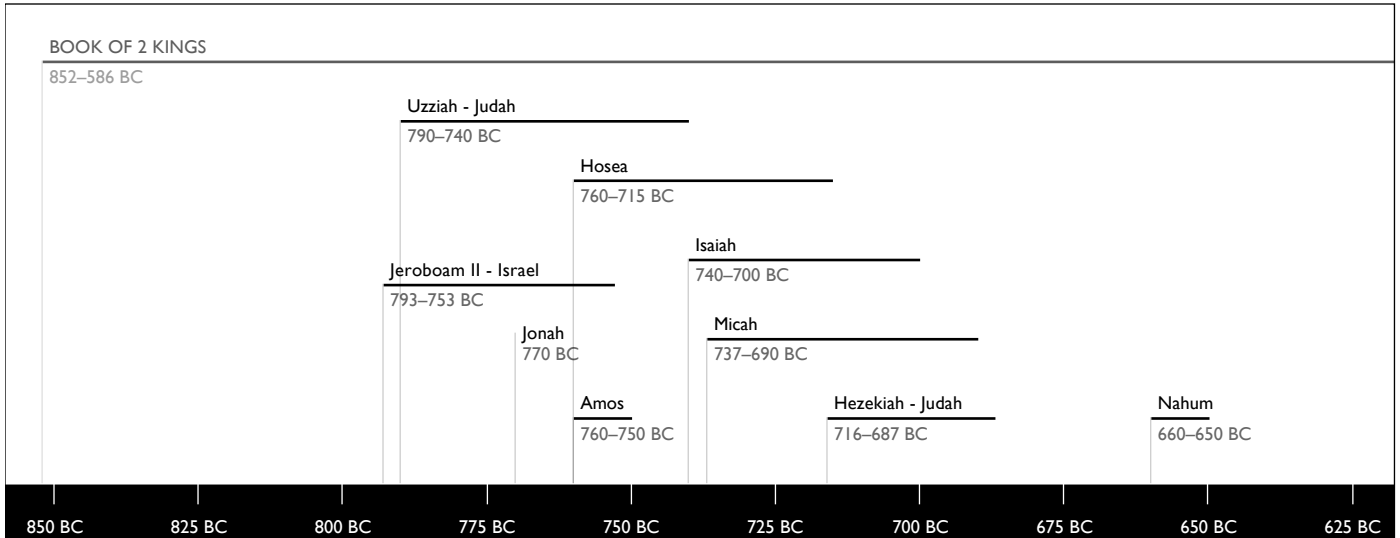 BOOK OF 2 KINGS
852–586 BC
Uzziah - Judah
790–740 BC
Hosea
760–715 BC
Isaiah
740–700 BC
Jeroboam II - Israel
793–753 BC
Micah
737–690 BC
Jonah
770 BC
Amos
760–750 BC
Hezekiah - Judah
716–687 BC
Nahum
660–650 BC
850 BC 825 BC 800 BC 775 BC 750 BC 725 BC 700 BC 675 BC 650 BC 625 BC